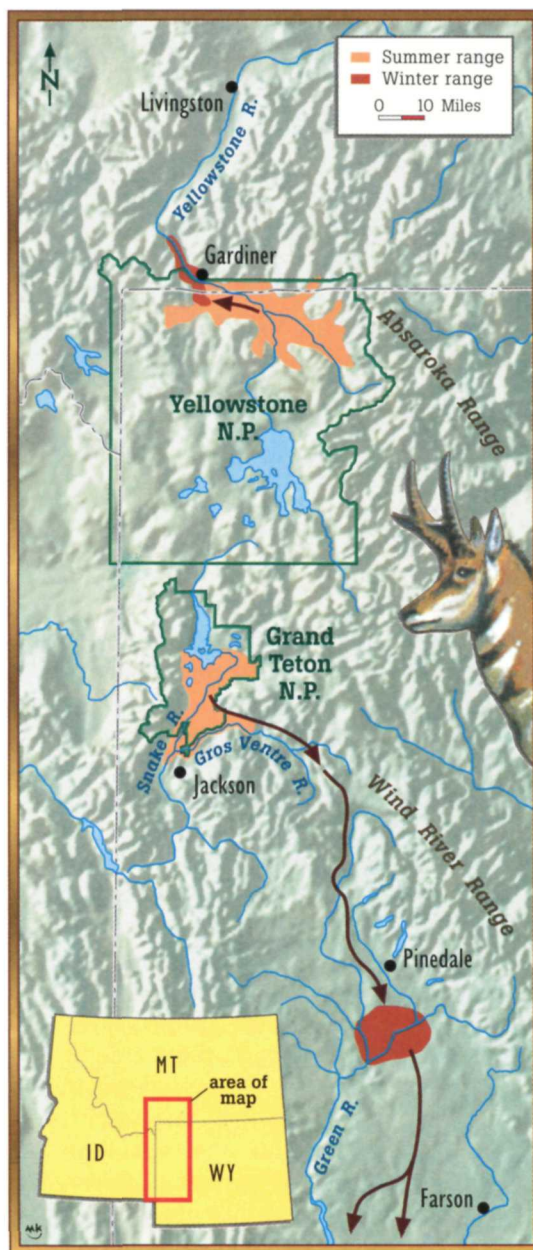 N
Summer range
Winter range
0 10 Miles
Livingston
Yellowstone R.
Gardiner
Absaroka Range
Yellowstone
N.P.
Grand
Teton
N.P.
Snake R.
Gros Ventre R.
Jackson
Wind River Range
Pinedale
MT
area of
map
ID
WY
Green R.
Farson